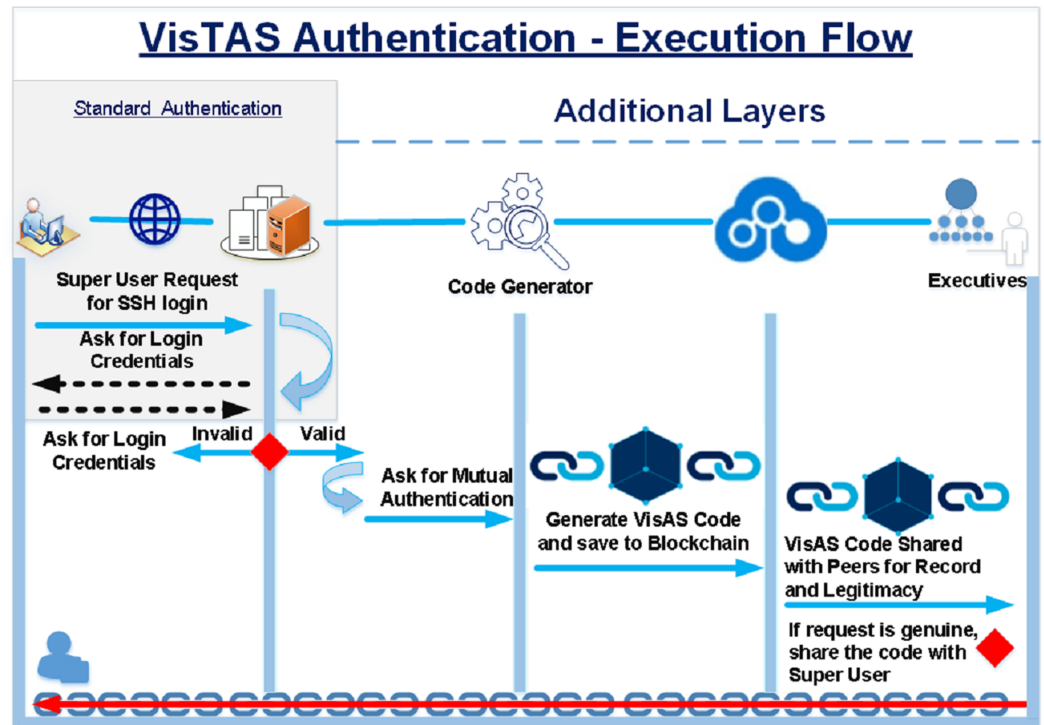 VisTAS Authentication - Execution Flow
Standard Authentication
Additional Layers
Code Generator
Executives
Super User Request
for SSH login
Ask for Login
Credentials
Invalid
Valid
Ask for Login
Credentials
Ask for Mutual
Authentication
Generate VisAS Code
and save to Blockchain
VisAS Code Shared
with Peers for Record
and Legitimacy
If request is genuine,
share the code with
Super User